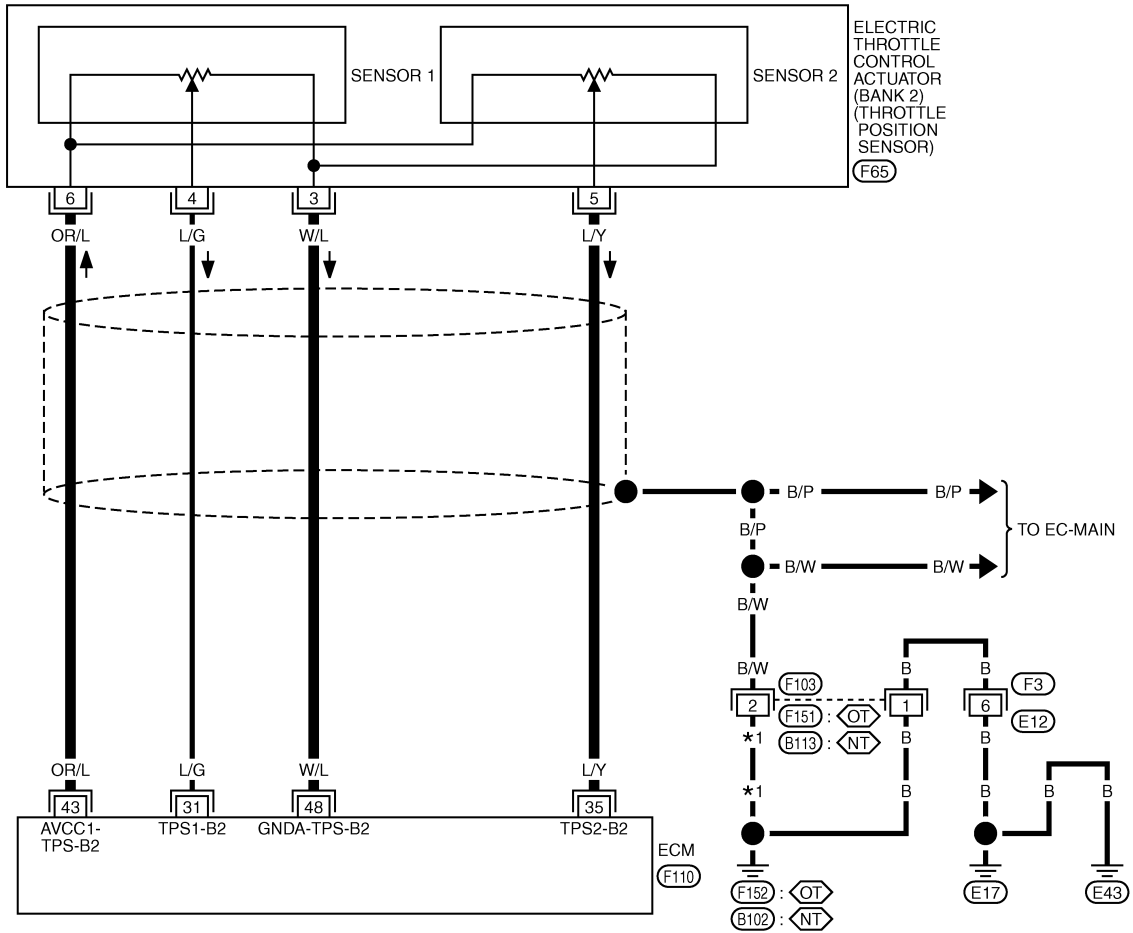 ELECTRIC
THROTTLE
CONTROL
ACTUATOR
(BANK 2)
(THROTTLE
POSITION
SENSOR)
F65
SENSOR 1
SENSOR 2
6
4
3
5
OR/L
L/G
W/L
L/Y
B/P
B/P
TO EC-MAIN
B/P
B/W
B/W
B/W
B/W
B
B
F103
F3
2
1
6
F151 : OT
E12
B113 : NT
*1
B
B
OR/L
L/G
W/L
L/Y
*1
B
B
B
B
43
31
48
35
AVCC1-
TPS-B2
TPS1-B2
GNDA-TPS-B2
TPS2-B2
ECM
F110
F152 : OT
B102 : NT
E17
E43